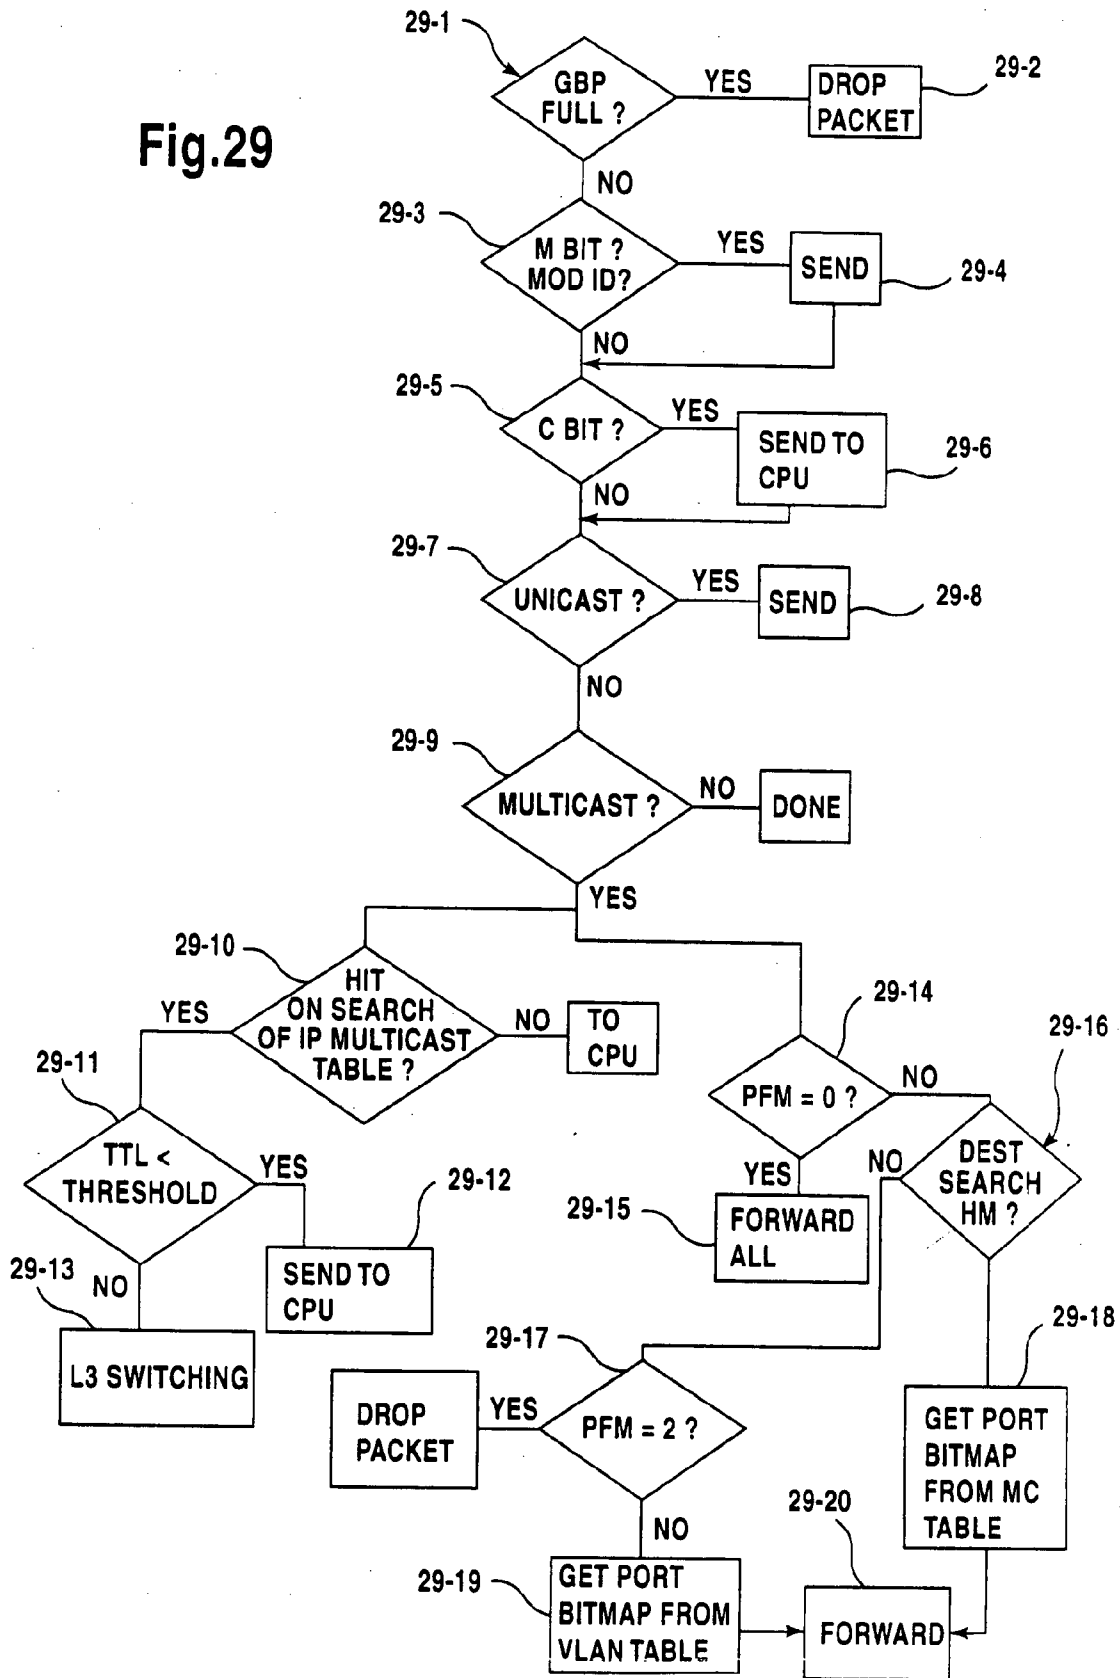 29-1
GBP
FULL ?
YES
DROP
PACKET
29-2
Fig.29
NO
29-3
M BIT ?
MOD ID?
YES
SEND
29-4
NO
29-5
C BIT ?
YES
SEND TO
CPU
29-6
NO
29-7
UNICAST ?
YES
SEND
29-8
NO
29-9
MULTICAST ?
NO
DONE
YES
29-10
HIT
ON SEARCH
OF IP MULTICAST
TABLE ?
YES
NO
TO
CPU
29-11
TTL <
THRESHOLD
YES
29-12
SEND TO
CPU
29-13
NO
L3 SWITCHING
29-14
PFM = 0 ?
NO
29-16
YES
29-15
FORWARD
ALL
DEST
SEARCH
HM ?
NO
29-17
PFM = 2 ?
YES
DROP
PACKET
29-18
GET PORT
BITMAP
FROM MC
TABLE
NO
29-19
GET PORT
BITMAP FROM
VLAN TABLE
29-20
FORWARD